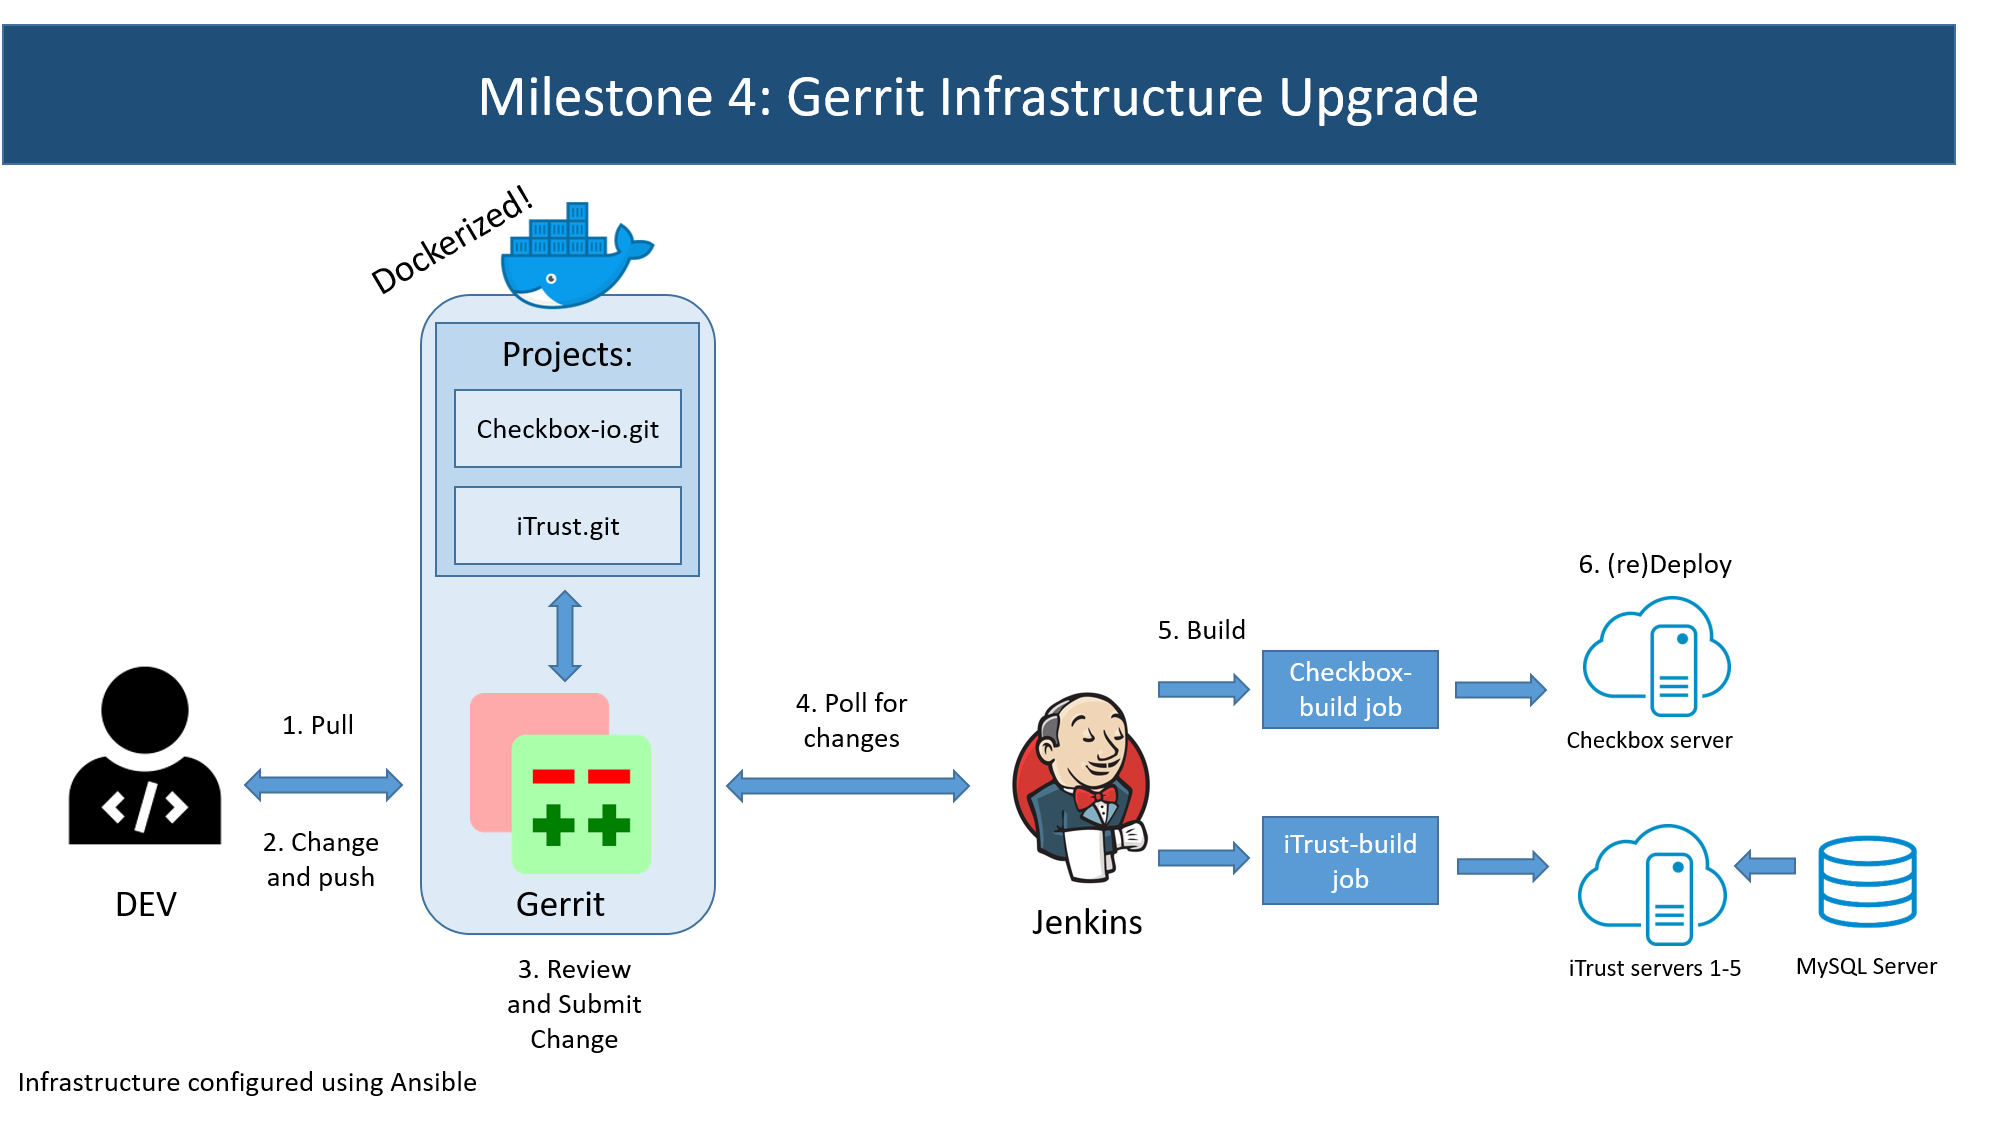 Milestone 4: Gerrit Infrastructure Upgrade
Dockerized!
Projects:
Checkbox-io.git
iTrust.git
1. Pull
2. Change
and push
DEV
Gerrit
3. Review
and Submit
Change
4. Poll for
changes
Jenkins
5. Build
Checkbox-
build job
iTrust-build
job
6. (re)Deploy
Checkbox server
iTrust servers 1-5
MySQL Server
Infrastructure configured using Ansible